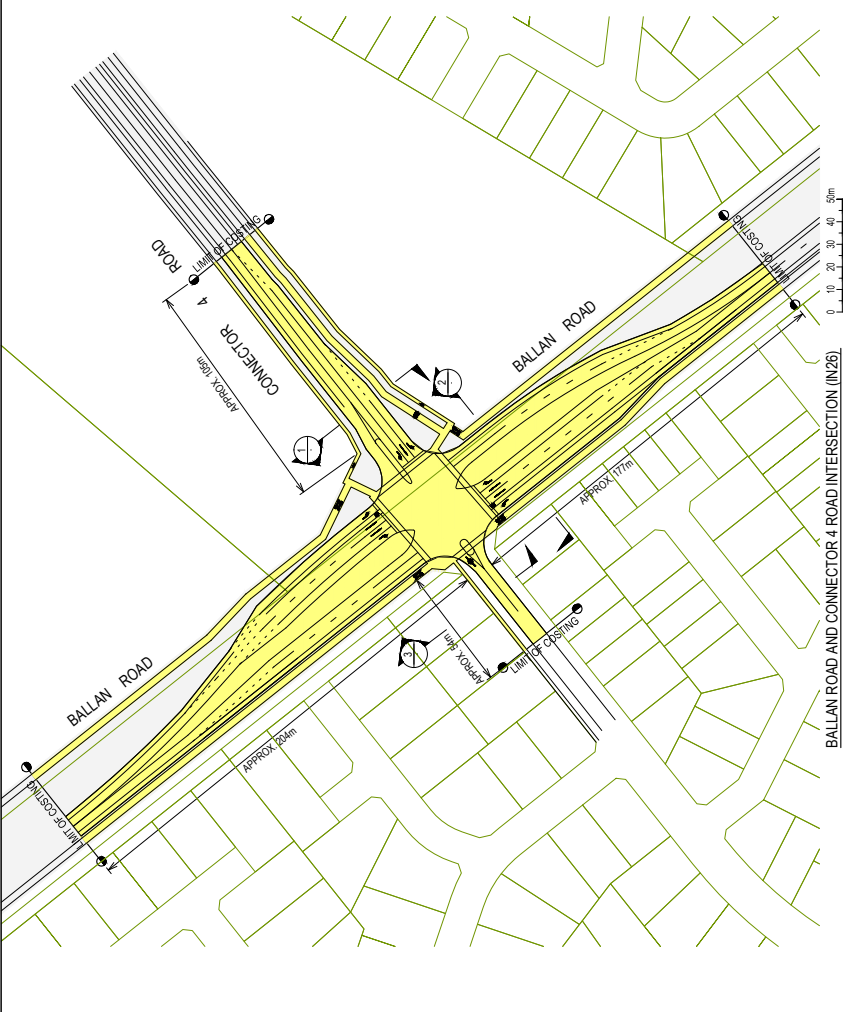 ROAD
LIMIT OF COSTING
4
CONNECTOR
APPROX 105m
BALLAN ROAD
LIMIT OF COSTING
LIMIT OF COSTING
2
1
APPROX. 177m
3
APPROX 54m
LIMIT OF COSTING
BALLAN ROAD
APPROX. 204m
LIMIT OF COSTING
0 10 20 30 40 50m
BALLAN ROAD AND CONNECTOR 4 ROAD INTERSECTION (IN26)